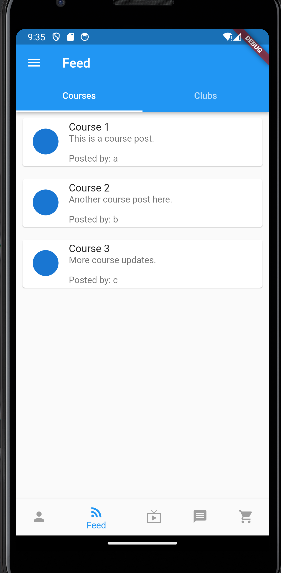 9:35
DEBUG
Feed
Courses Clubs
Course 1
This is a course post
Posted by: a
Course 2
Another course post here.
Posted by: b
Course 3
More course updates.
Posted by: c
Feed